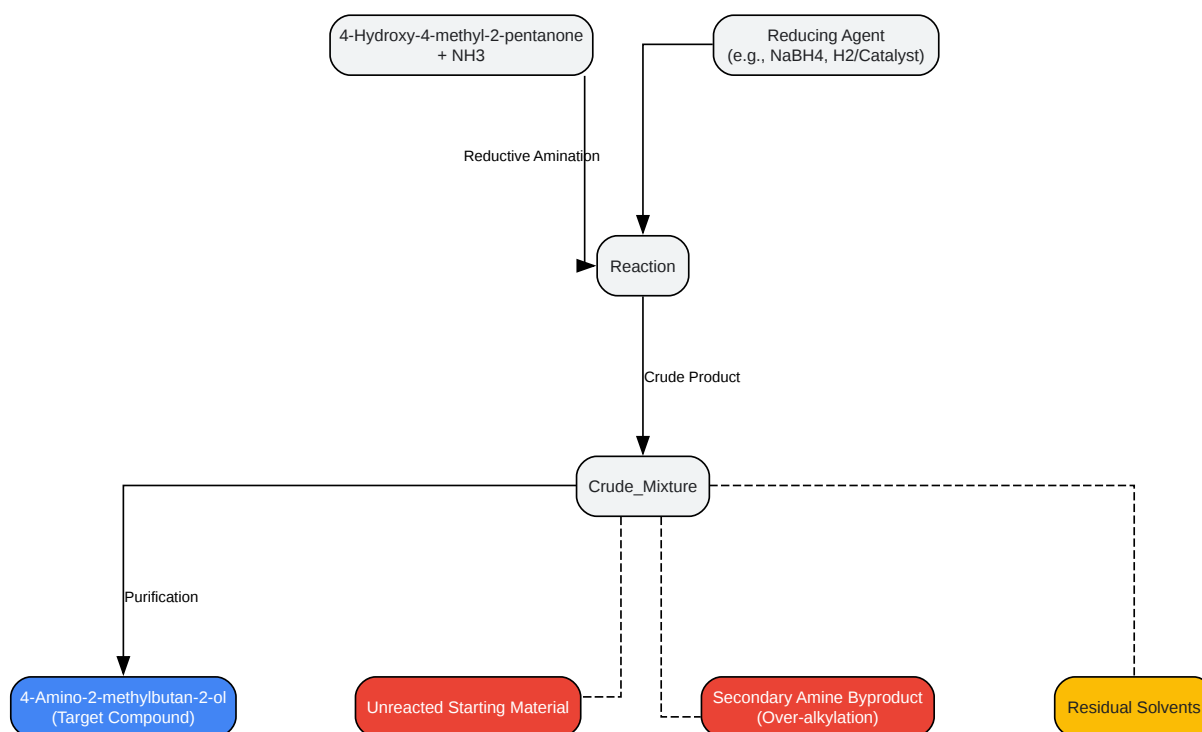 4-Hydroxy-4-methyl-2-pentanone
+ NH3
Reducing Agent
(e.g., NaBH4, H2/Catalyst)
Reductive Amination
Reaction
Crude Product
Crude_Mixture
Purification
4-Amino-2-methylbutan-2-ol
(Target Compound)
Unreacted Starting Material
Secondary Amine Byproduct
(Over-alkylation)
Residual Solvents